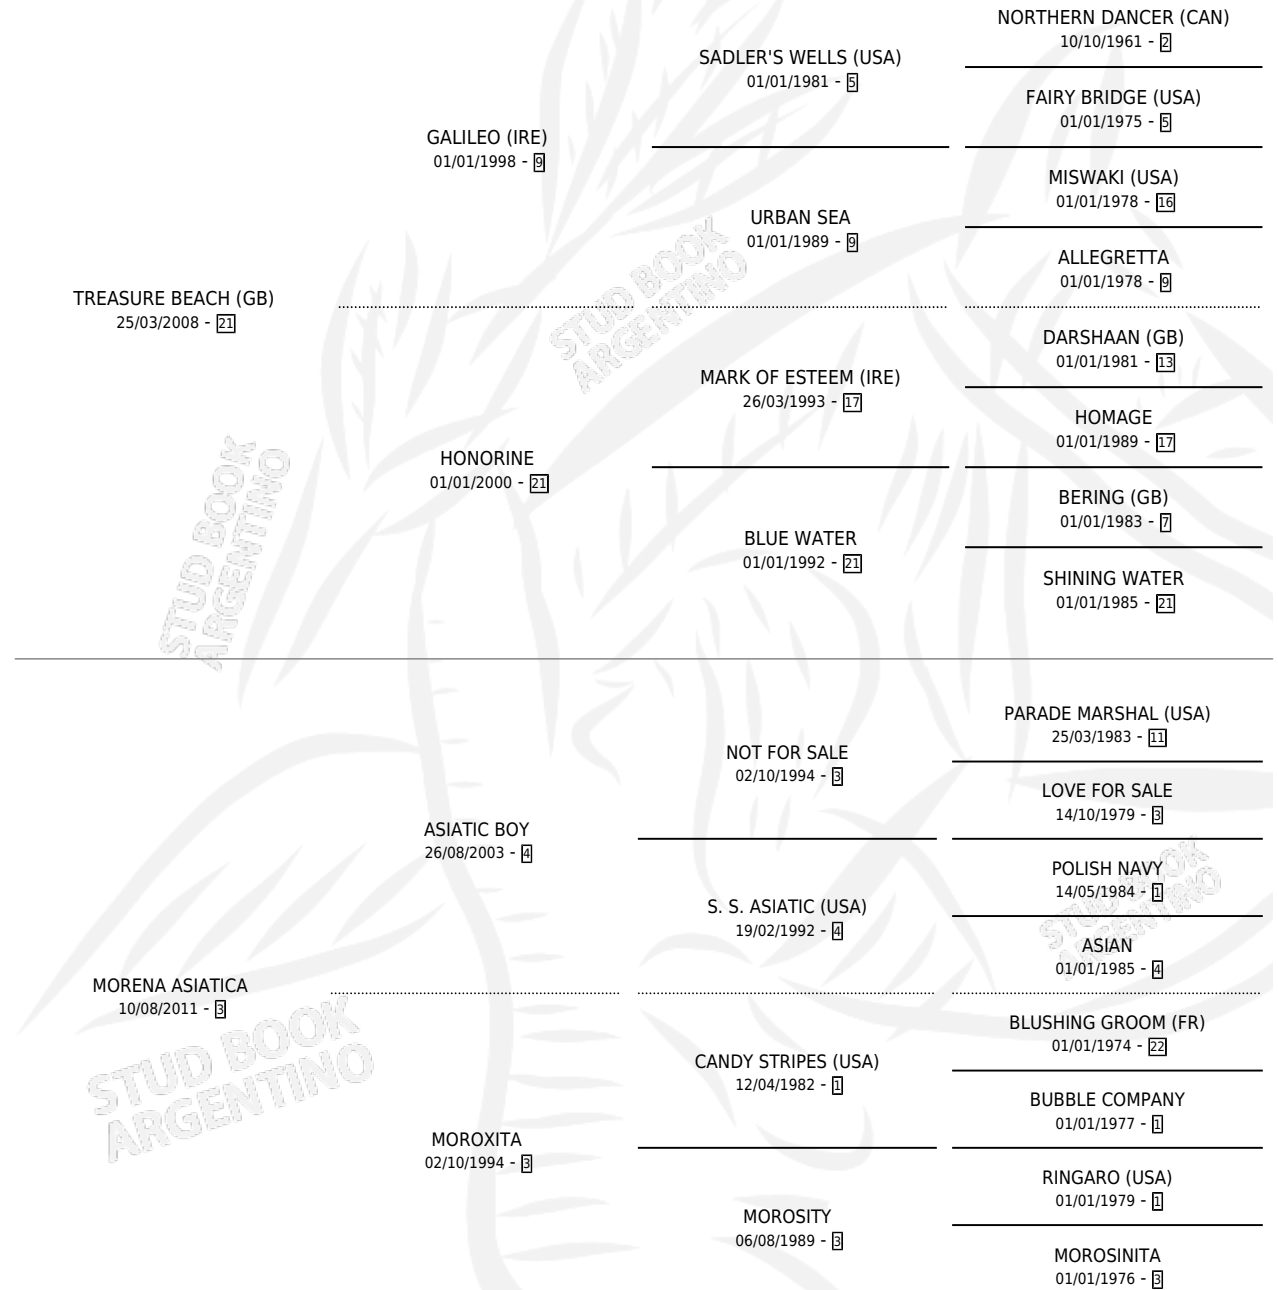 NORTHERN DANCER (CAN)
10/10/1961 - 2
SADLER'S WELLS (USA)
01/01/1981 - 5
FAIRY BRIDGE (USA)
01/01/1975 - 5
GALILEO (IRE)
01/01/1998 - 9
MISWAKI (USA)
01/01/1978 - 16
URBAN SEA
01/01/1989 - 9
ALLEGRETTA
01/01/1978 - 9
TREASURE BEACH (GB)
25/03/2008 - 21
DARSHAAN (GB)
01/01/1981 - 13
MARK OF ESTEEM (IRE)
26/03/1993 - 17
HOMAGE
01/01/1989 - 17
HONORINE
01/01/2000 - 21
BERING (GB)
01/01/1983 - 7
BLUE WATER
01/01/1992 - 21
SHINING WATER
01/01/1985 - 21
PARADE MARSHAL (USA)
25/03/1983 - 11
NOT FOR SALE
02/10/1994 - 3
LOVE FOR SALE
14/10/1979 - 3
ASIATIC BOY
26/08/2003 - 4
POLISH NAVY
14/05/1984 - 1
S. S. ASIATIC (USA)
19/02/1992 - 4
ASIAN
01/01/1985 - 4
MORENA ASIATICA
10/08/2011 - 3
BLUSHING GROOM (FR)
01/01/1974 - 22
CANDY STRIPES (USA)
12/04/1982 - 1
BUBBLE COMPANY
01/01/1977 - 1
MOROXITA
02/10/1994 - 3
RINGARO (USA)
01/01/1979 - 1
MOROSITY
06/08/1989 - 3
MOROSINITA
01/01/1976 - 3
STUD BOOK
ARGENTINO
STUD BOOK
ARGENTINO
STUD BOOK
ARGENTINO
STUD BOOK
ARGENTINO